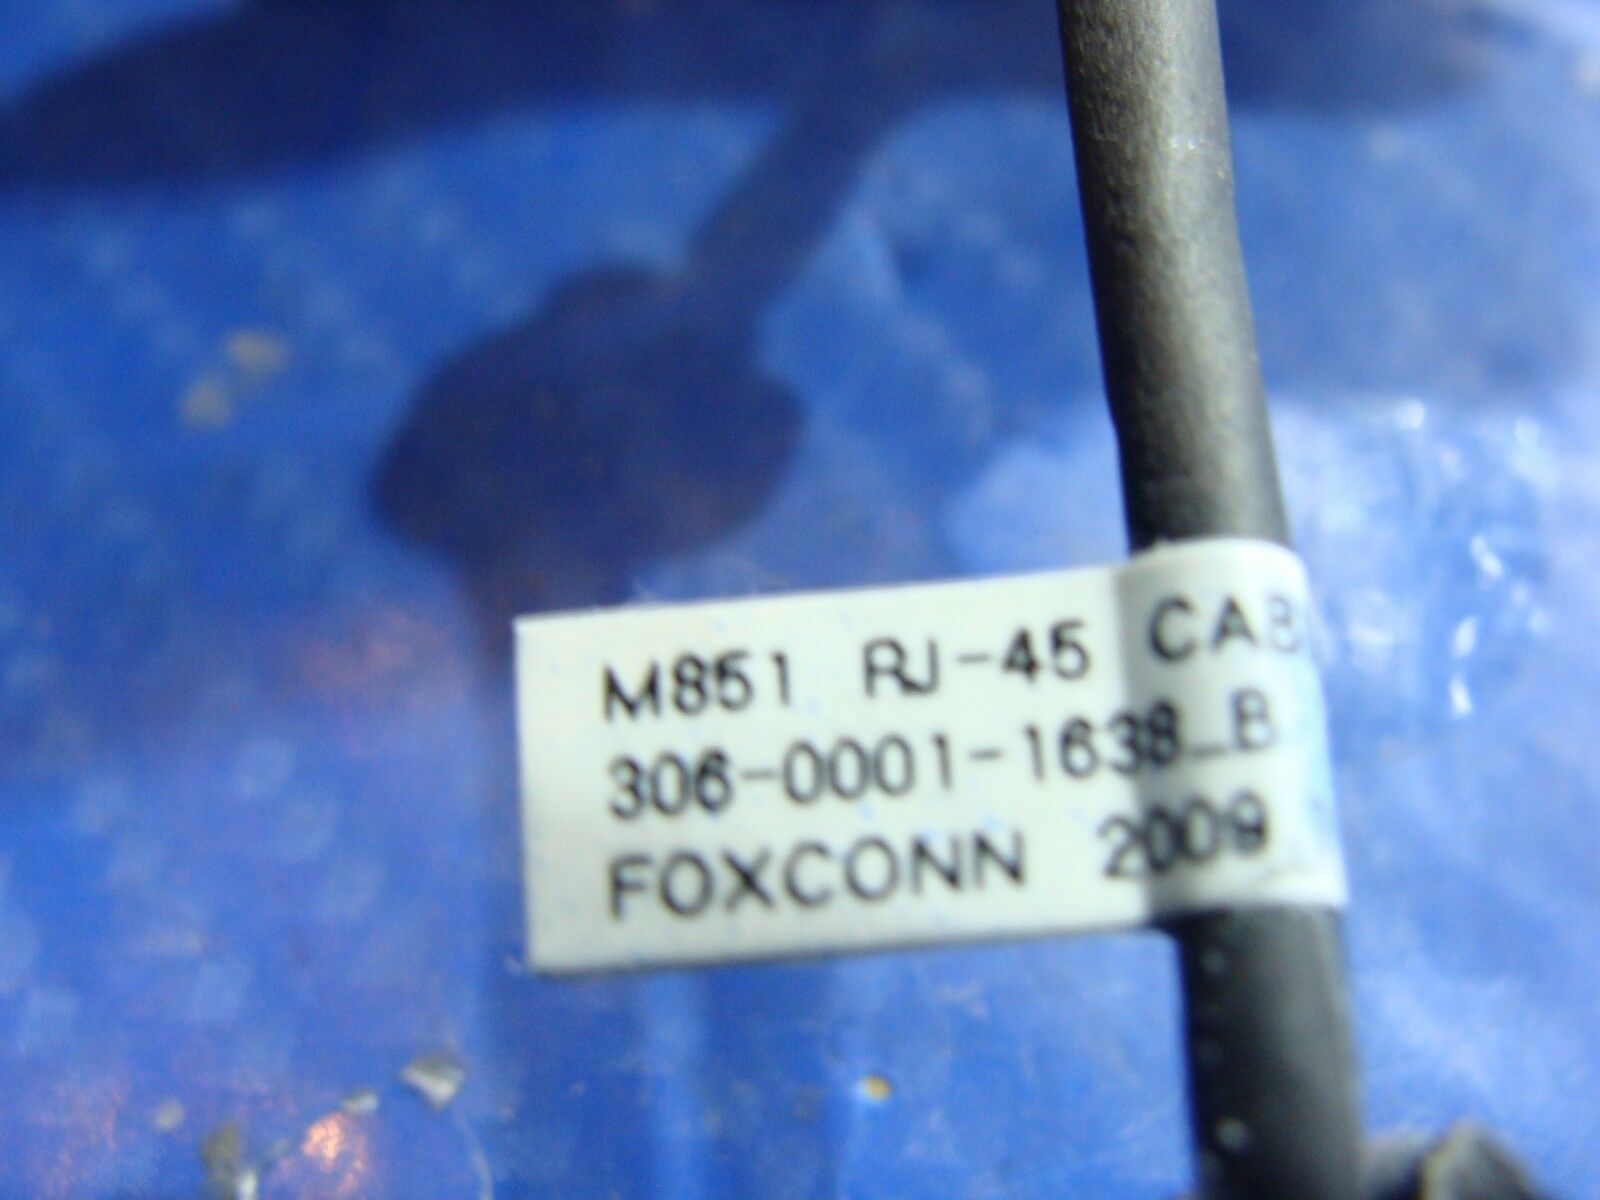 M851 RJ-45 CAB
306-0001-1638_B
FOXCONN 2009